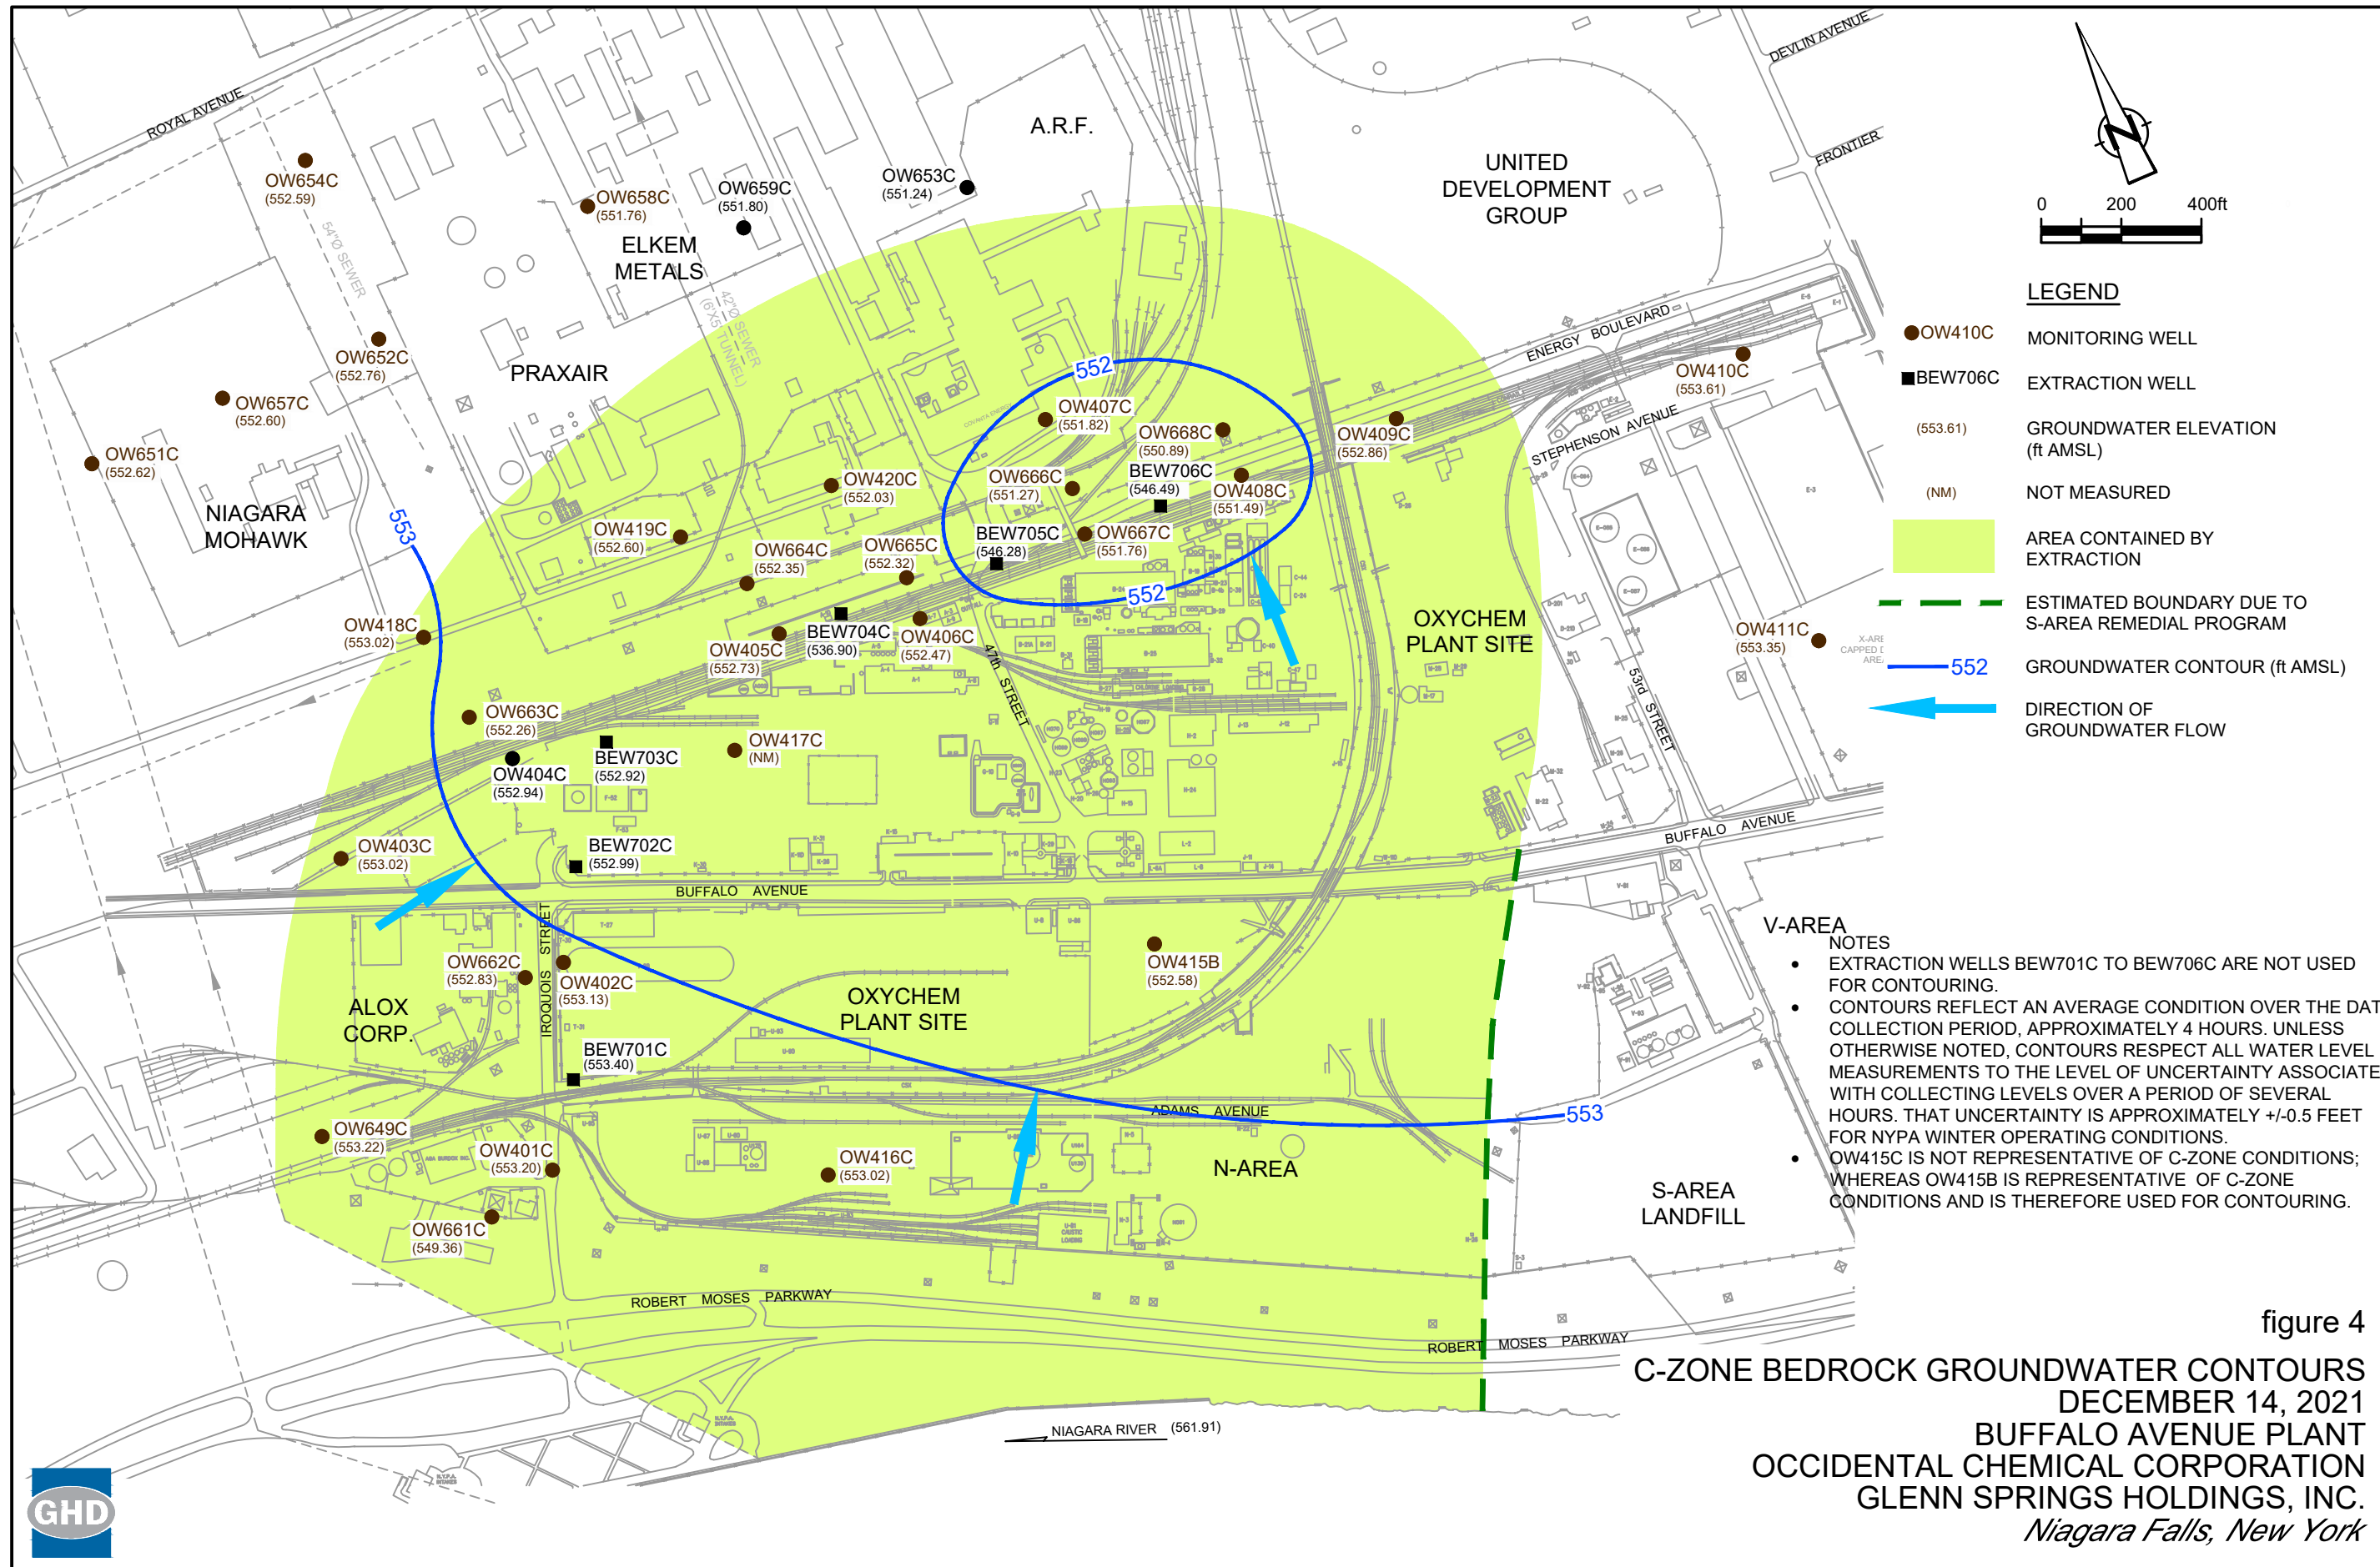 ROYAL AVENUE
DEVLIN AVENUE
FRONTIER
A.R.F.
UNITED
DEVELOPMENT
GROUP
N
0 200 400ft
OW654C
(552.59)
OW658C
(551.76)
OW659C
(551.80)
OW653C
(551.24)
54"Ø SEWER
ELKEM
METALS
42"Ø SEWER
(6'X5' TUNNEL)
PRAXAIR
OW652C
(552.76)
OW657C
(552.60)
OW651C
(552.62)
NIAGARA
MOHAWK
553
552
ENERGY BOULEVARD
COVANTA ENERGY
OW407C
(551.82)
OW668C
(550.89)
OW409C
(552.86)
OW410C
(553.61)
STEPHENSON AVENUE
OW420C
(552.03)
OW666C
(551.27)
BEW706C
(546.49)
OW408C
(551.49)
OW419C
(552.60)
OW664C
(552.35)
OW665C
(552.32)
BEW705C
(546.28)
OW667C
(551.76)
552
OW418C
(553.02)
OW405C
(552.73)
BEW704C
(536.90)
OW406C
(552.47)
47th STREET
OXYCHEM
PLANT SITE
OW411C
(553.35)
53rd STREET
CHLORINE LOADING
OW663C
(552.26)
OW404C
(552.94)
BEW703C
(552.92)
OW417C
(NM)
OW403C
(553.02)
BEW702C
(552.99)
BUFFALO AVENUE
BUFFALO AVENUE
IROQUOIS STREET
OW662C
(552.83)
OW402C
(553.13)
OW415B
(552.58)
ALOX
CORP.
OXYCHEM
PLANT SITE
BEW701C
(553.40)
CSX
ADAMS AVENUE
553
OW649C
(553.22)
OW401C
(553.20)
OW416C
(553.02)
N-AREA
OW661C
(549.36)
U-91
CAUSTIC
LOADING
S-AREA
LANDFILL
V-AREA
ROBERT MOSES PARKWAY
ROBERT MOSES PARKWAY
NIAGARA RIVER (561.91)
N.Y.P.A.
INTAKES
N.Y.P.A.
INTAKES
LEGEND
OW410C MONITORING WELL
BEW706C EXTRACTION WELL
(553.61) GROUNDWATER ELEVATION
(ft AMSL)
(NM) NOT MEASURED
AREA CONTAINED BY
EXTRACTION
ESTIMATED BOUNDARY DUE TO
S-AREA REMEDIAL PROGRAM
552 GROUNDWATER CONTOUR (ft AMSL)
DIRECTION OF
GROUNDWATER FLOW
NOTES
• EXTRACTION WELLS BEW701C TO BEW706C ARE NOT USED
FOR CONTOURING.
• CONTOURS REFLECT AN AVERAGE CONDITION OVER THE DAT
COLLECTION PERIOD, APPROXIMATELY 4 HOURS. UNLESS
OTHERWISE NOTED, CONTOURS RESPECT ALL WATER LEVEL
MEASUREMENTS TO THE LEVEL OF UNCERTAINTY ASSOCIATE
WITH COLLECTING LEVELS OVER A PERIOD OF SEVERAL
HOURS. THAT UNCERTAINTY IS APPROXIMATELY +/-0.5 FEET
FOR NYPA WINTER OPERATING CONDITIONS.
• OW415C IS NOT REPRESENTATIVE OF C-ZONE CONDITIONS;
WHEREAS OW415B IS REPRESENTATIVE OF C-ZONE
CONDITIONS AND IS THEREFORE USED FOR CONTOURING.
figure 4
C-ZONE BEDROCK GROUNDWATER CONTOURS
DECEMBER 14, 2021
BUFFALO AVENUE PLANT
OCCIDENTAL CHEMICAL CORPORATION
GLENN SPRINGS HOLDINGS, INC.
Niagara Falls, New York
GHD